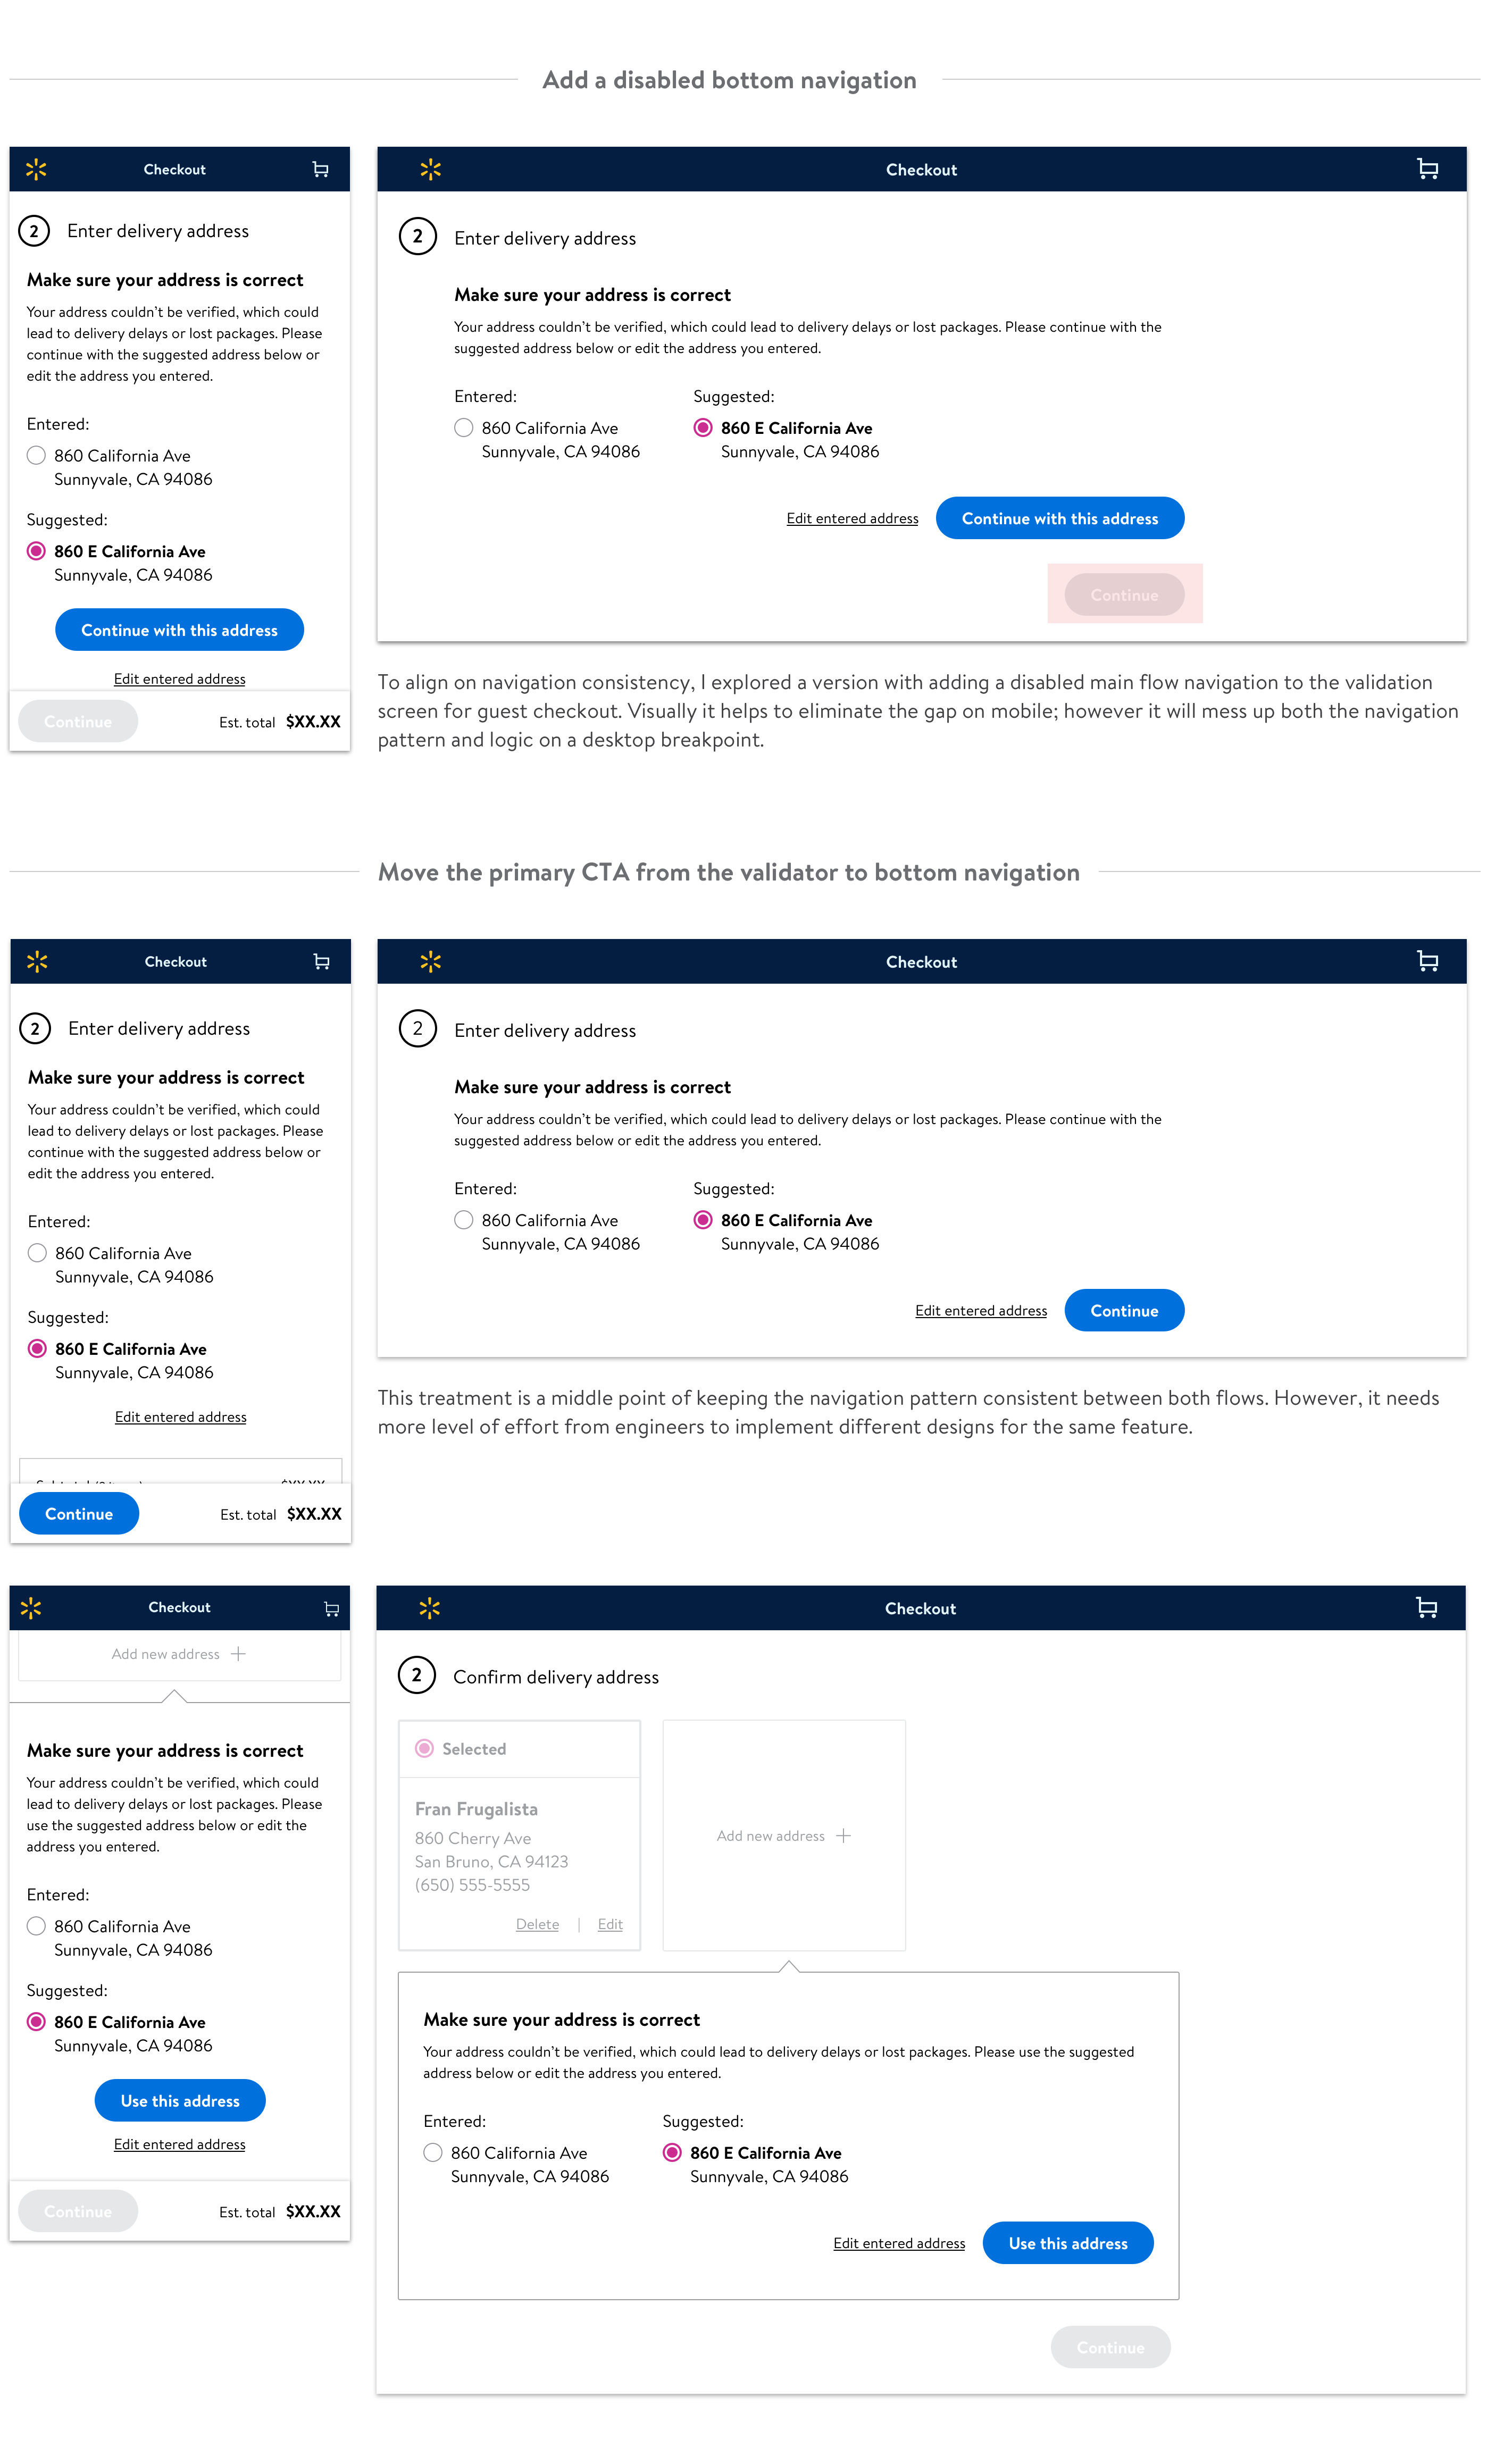 Add a disabled bottom navigation
Checkout
2 Enter delivery address
Make sure your address is correct
Your address couldn't be verified, which could
lead to delivery delays or lost packages. Please
continue with the suggested address below or
edit the address you entered.
Entered:
860 California Ave
Sunnyvale, CA 94086
Suggested:
860 E California Ave
Sunnyvale, CA 94086
Continue with this address
Edit entered address
Continue Est. total $XX.XX
Checkout
2 Enter delivery address
Make sure your address is correct
Your address couldn't be verified, which could lead to delivery delays or lost packages. Please continue with the
suggested address below or edit the address you entered.
Entered: Suggested:
860 California Ave 860 E California Ave
Sunnyvale, CA 94086 Sunnyvale, CA 94086
Edit entered address Continue with this address
Continue
To align on navigation consistency, I explored a version with adding a disabled main flow navigation to the validation
screen for guest checkout. Visually it helps to eliminate the gap on mobile; however it will mess up both the navigation
pattern and logic on a desktop breakpoint.
Move the primary CTA from the validator to bottom navigation
Checkout
2 Enter delivery address
Make sure your address is correct
Your address couldn't be verified, which could
lead to delivery delays or lost packages. Please
continue with the suggested address below or
edit the address you entered.
Entered:
860 California Ave
Sunnyvale, CA 94086
Suggested:
860 E California Ave
Sunnyvale, CA 94086
Edit entered address
Continue Est. total $XX.XX
Checkout
2 Enter delivery address
Make sure your address is correct
Your address couldn't be verified, which could lead to delivery delays or lost packages. Please continue with the
suggested address below or edit the address you entered.
Entered: Suggested:
860 California Ave 860 E California Ave
Sunnyvale, CA 94086 Sunnyvale, CA 94086
Edit entered address Continue
This treatment is a middle point of keeping the navigation pattern consistent between both flows. However, it needs
more level of effort from engineers to implement different designs for the same feature.
Checkout
Add new address
Make sure your address is correct
Your address couldn't be verified, which could
lead to delivery delays or lost packages. Please
use the suggested address below or edit the
address you entered.
Entered:
860 California Ave
Sunnyvale, CA 94086
Suggested:
860 E California Ave
Sunnyvale, CA 94086
Use this address
Edit entered address
Continue Est. total $XX.XX
Checkout
2 Confirm delivery address
Selected
Fran Frugalista
860 Cherry Ave
San Bruno, CA 94123
(650) 555-5555
Delete | Edit
Add new address
Make sure your address is correct
Your address couldn't be verified, which could lead to delivery delays or lost packages. Please use the suggested
address below or edit the address you entered.
Entered: Suggested:
860 California Ave 860 E California Ave
Sunnyvale, CA 94086 Sunnyvale, CA 94086
Edit entered address Use this address
Continue